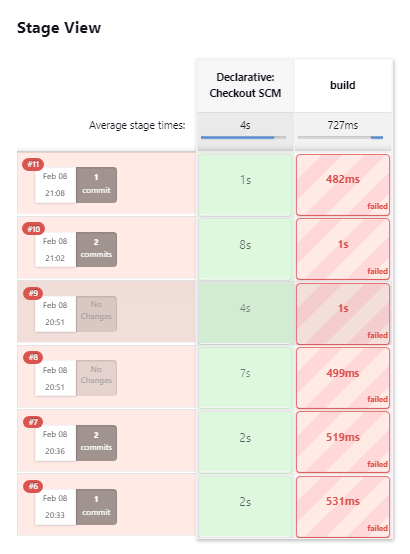 Stage View
Declarative:
Checkout SCM
build
Average stage times:
4s
727ms
#11
Feb 08
21:08
1
commit
1s
482ms
failed
#10
Feb 08
21:02
2
commits
8s
1s
failed
#9
Feb 08
20:51
No
Changes
4s
1s
failed
#8
Feb 08
20:51
No
Changes
7s
499ms
failed
#7
Feb 08
20:36
2
commits
2s
519ms
failed
#6
Feb 08
20:33
1
commit
2s
531ms
failed